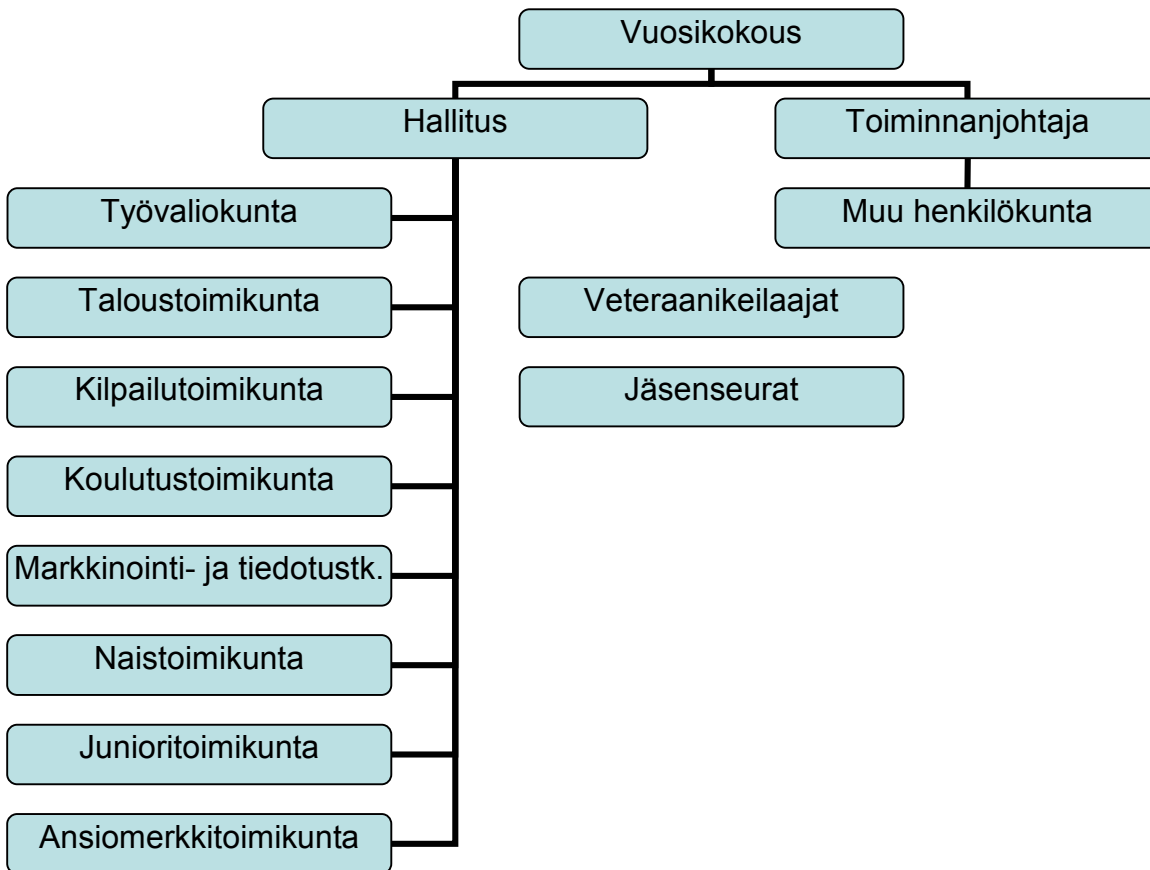 Vuosikokous
Hallitus
Toiminnanjohtaja
Työvaliokunta
Muu henkilökunta
Taloustoimikunta
Veteraanikeilaajat
Kilpailutoimikunta
Jäsenseurat
Koulutustoimikunta
Markkinointi- ja tiedotustk.
Naistoimikunta
Junioritoimikunta
Ansiomerkkitoimikunta